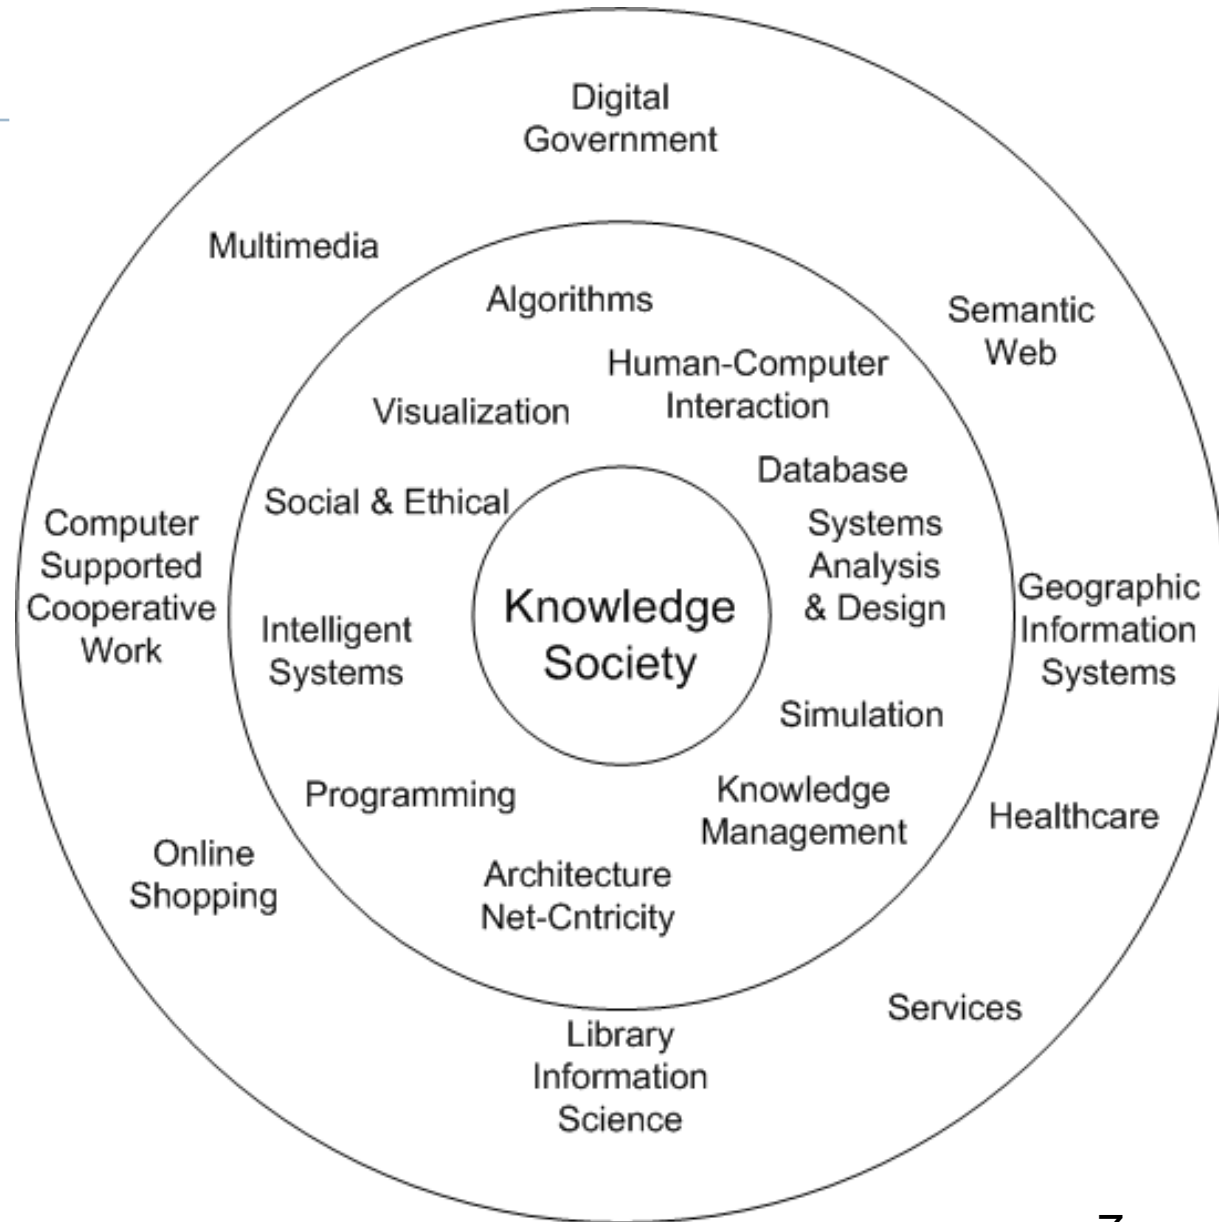 Digital
Government
Multimedia
Algorithms
Semantic
Web
Human-Computer
Interaction
Visualization
Database
Social & Ethical
Computer
Supported
Cooperative
Work
Systems
Analysis
& Design
Geographic
Information
Systems
Knowledge
Society
Intelligent
Systems
Simulation
Programming
Knowledge
Management
Healthcare
Online
Shopping
Architecture
Net-Cntricity
Services
Library
Information
Science